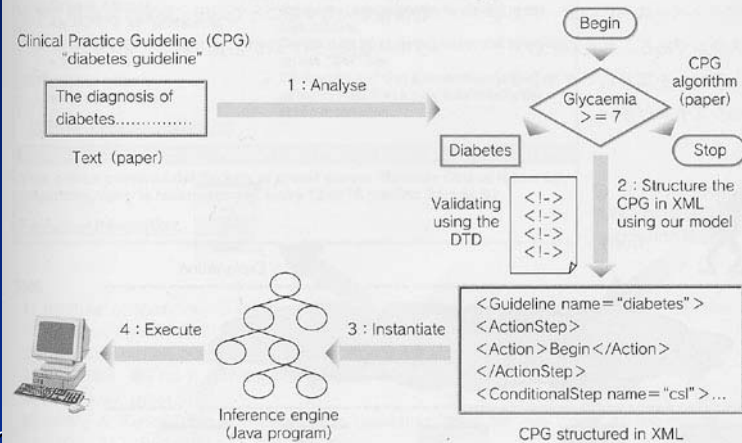 Clinical Practice Guideline (CPG)
"diabetes guideline"
The diagnosis of
diabetes...............
Text (paper)
1 : Analyse
Begin
Glycaemia
>= 7
CPG
algorithm
(paper)
Diabetes
Stop
2 : Structure the
CPG in XML
using our model
Validating
using the
DTD
<!->
<!->
<!->
<!->
<Guideline name="diabetes">
<ActionStep>
<Action>Begin</Action>
</ActionStep>
<ConditionalStep name="csl">...
CPG structured in XML
3 : Instantiate
Inference engine
(Java program)
4 : Execute